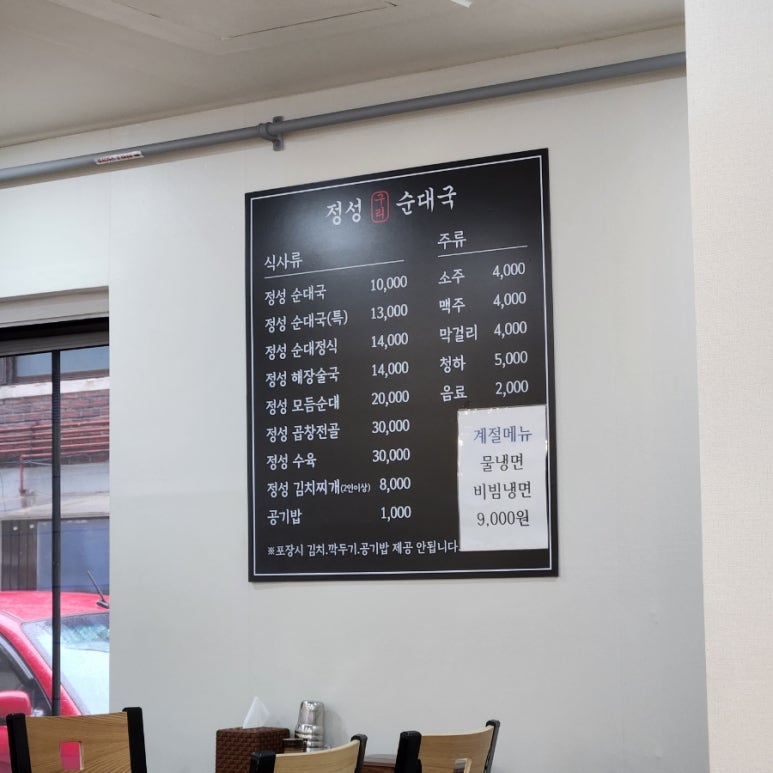 정성 구리 순대국
식사류
정성 순대국 10,000
정성 순대국(특) 13,000
정성 순대정식 14,000
정성 해장술국 14,000
정성 모듬순대 20,000
정성 곱창전골 30,000
정성 수육 30,000
정성 김치찌개(2인이상) 8,000
공기밥 1,000
주류
소주 4,000
맥주 4,000
막걸리 4,000
청하 5,000
음료 2,000
계절메뉴
물냉면
비빔냉면
9,000원
※포장시 김치.깍두기.공기밥 제공 안됩니다.